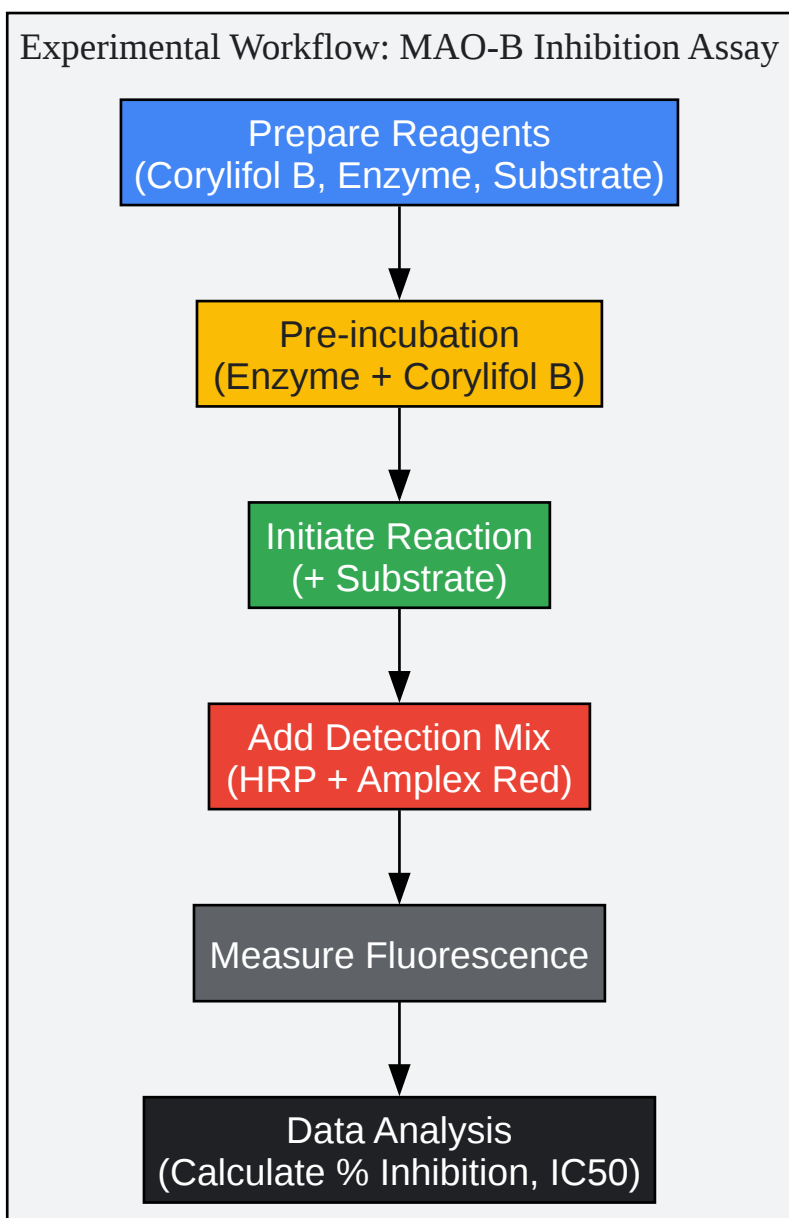 Experimental Workflow: MAO-B Inhibition Assay
Prepare Reagents
(Corylifol B, Enzyme, Substrate)
Pre-incubation
(Enzyme + Corylifol B)
Initiate Reaction
(+ Substrate)
Add Detection Mix
(HRP + Amplex Red)
Measure Fluorescence
Data Analysis
(Calculate % Inhibition, IC50)